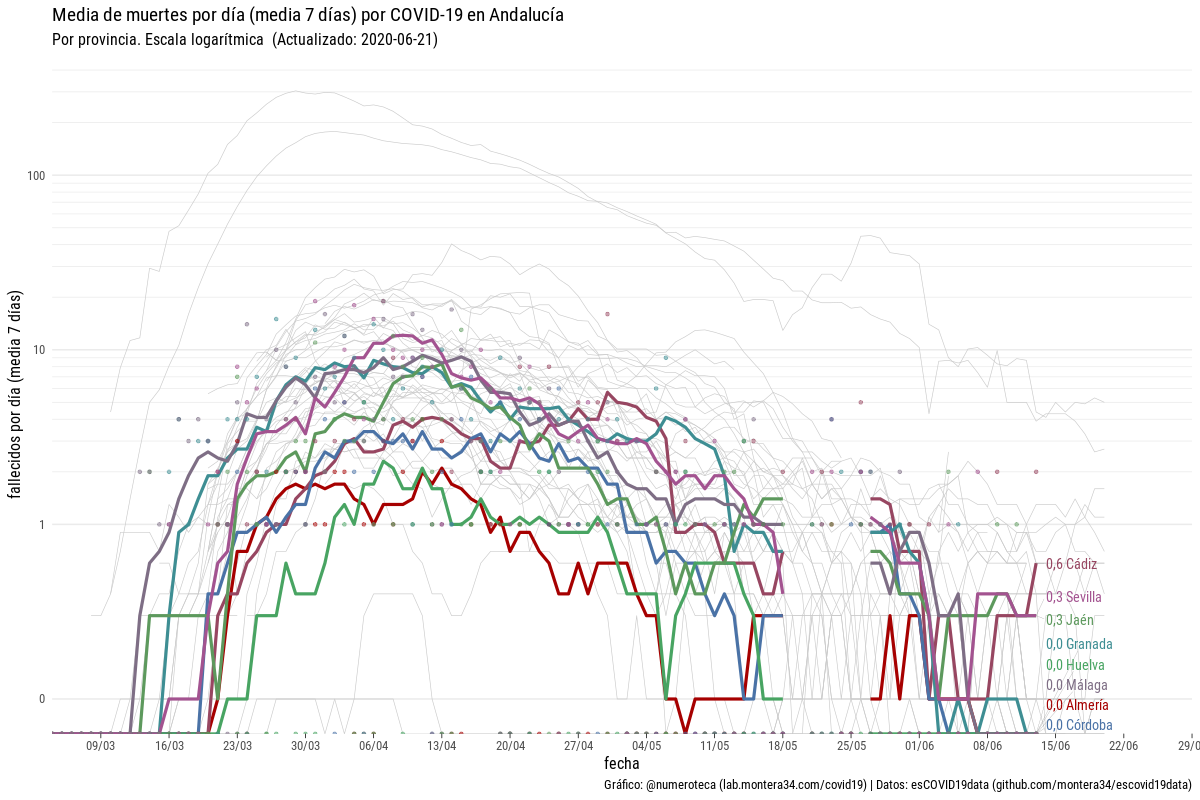 Media de muertes por día (media 7 días) por COVID-19 en Andalucía
Por provincia. Escala logarítmica (Actualizado: 2020-06-21)
fallecidos por día (media 7 días)
100
10
1
0
0,6 Cádiz
0,3 Sevilla
0,3 Jaén
0,0 Granada
0,0 Huelva
0,0 Málaga
0,0 Almería
0,0 Córdoba
09/03 16/03 23/03 30/03 06/04 13/04 20/04 27/04 04/05 11/05 18/05 25/05 01/06 08/06 15/06 22/06 29/0
fecha
Gráfico: @numeroteca (lab.montera34.com/covid19) | Datos: esCOVID19data (github.com/montera34/escovid19data)